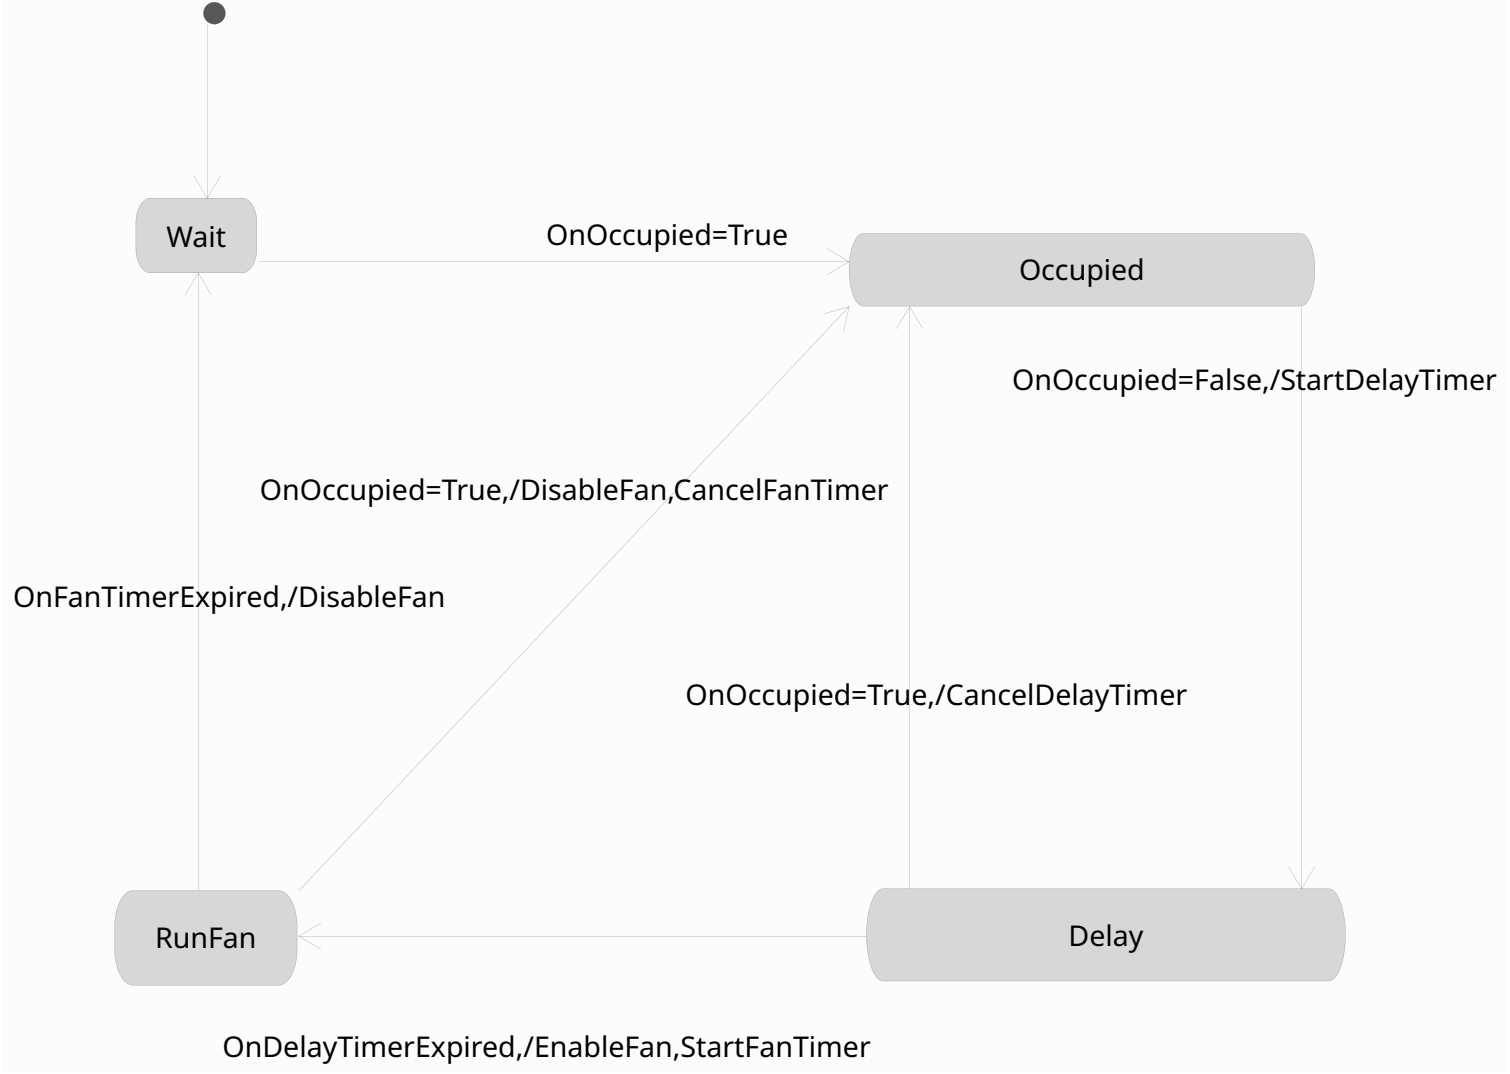 Wait
OnOccupied=True
Occupied
OnOccupied=False,/StartDelayTimer
OnOccupied=True,/DisableFan,CancelFanTimer
OnFanTimerExpired,/DisableFan
OnOccupied=True,/CancelDelayTimer
RunFan
Delay
OnDelayTimerExpired,/EnableFan,StartFanTimer